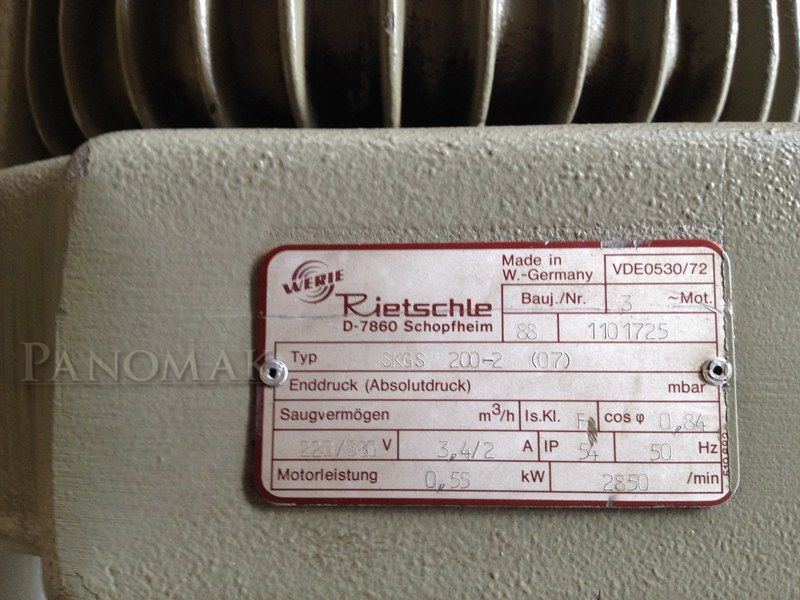 WERIE
Rietschle
D-7860 Schopfheim
Made in
W.-Germany
VDE0530/72
Bauj./Nr. 3 ~Mot.
88 1101725
Typ SKGS 200-2 (07)
Enddruck (Absolutdruck) mbar
Saugvermögen m³/h Is.Kl. F cos φ 0,84
220/380 V 3,4/2 A IP 54 50 Hz
Motorleistung 0,55 kW 2850 /min
PANOMAK